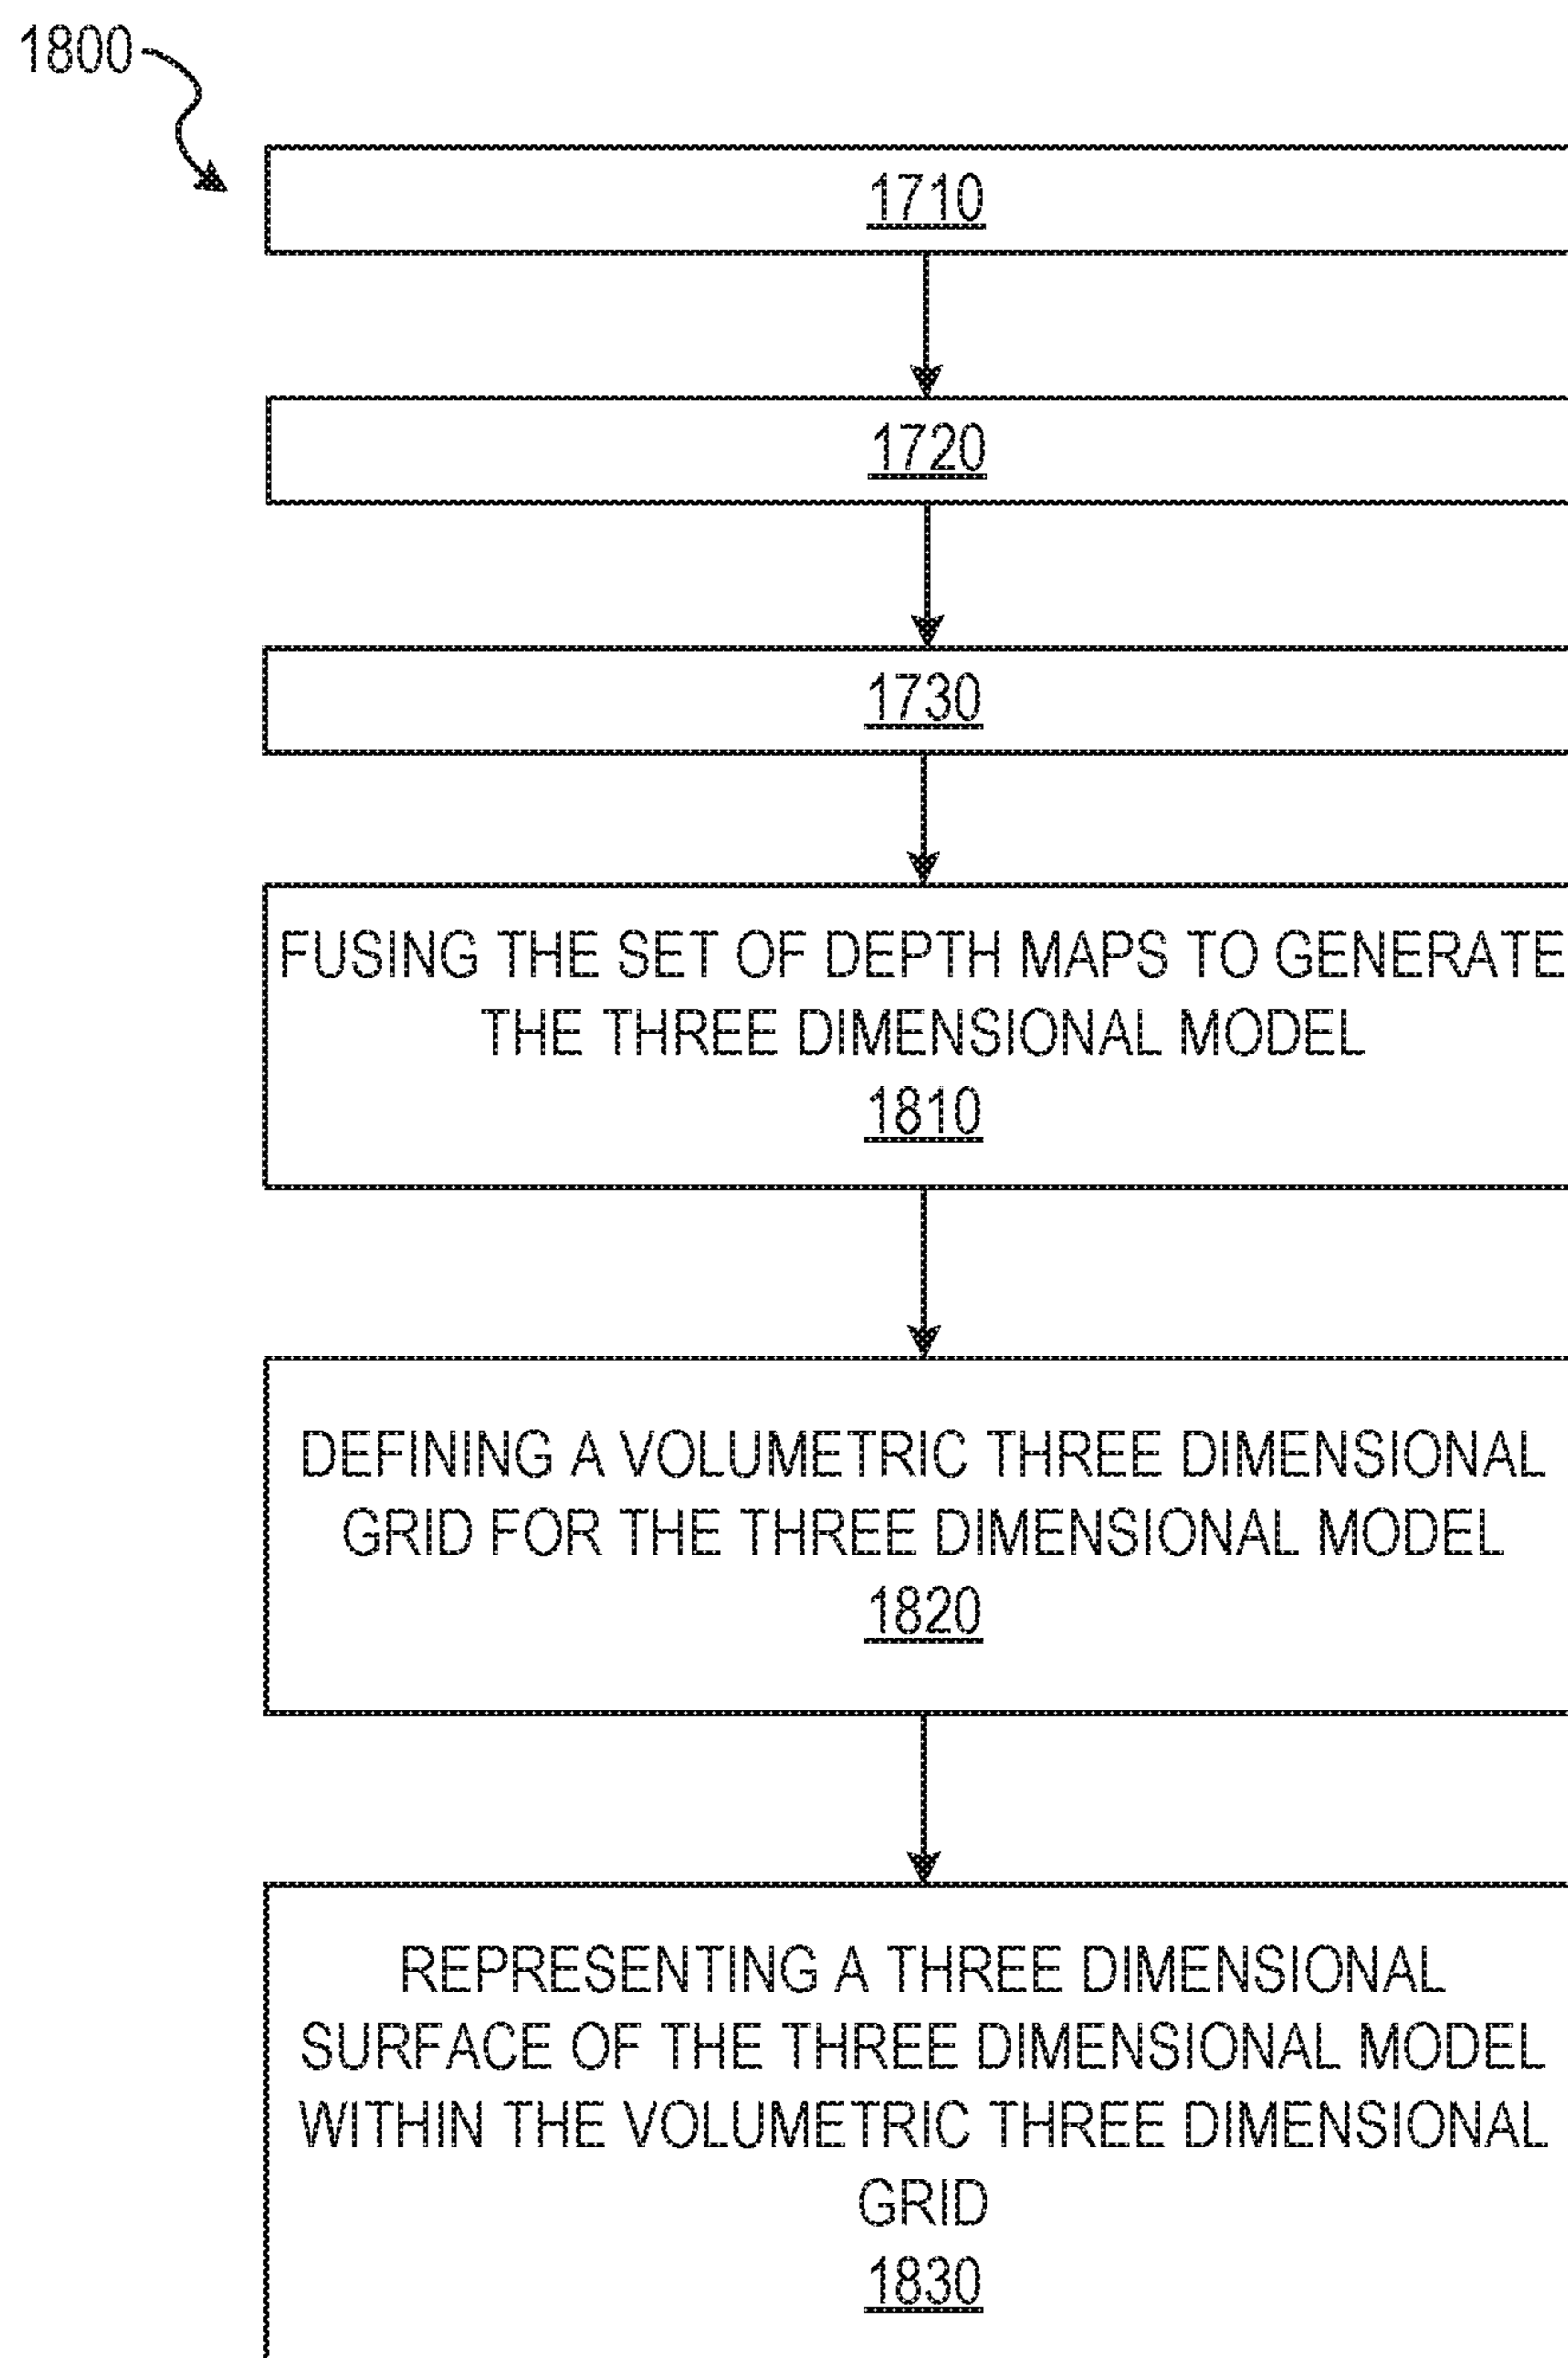 1800
1710
1720
1730
FUSING THE SET OF DEPTH MAPS TO GENERATE
THE THREE DIMENSIONAL MODEL
1810
DEFINING A VOLUMETRIC THREE DIMENSIONAL
GRID FOR THE THREE DIMENSIONAL MODEL
1820
REPRESENTING A THREE DIMENSIONAL
SURFACE OF THE THREE DIMENSIONAL MODEL
WITHIN THE VOLUMETRIC THREE DIMENSIONAL
GRID
1830